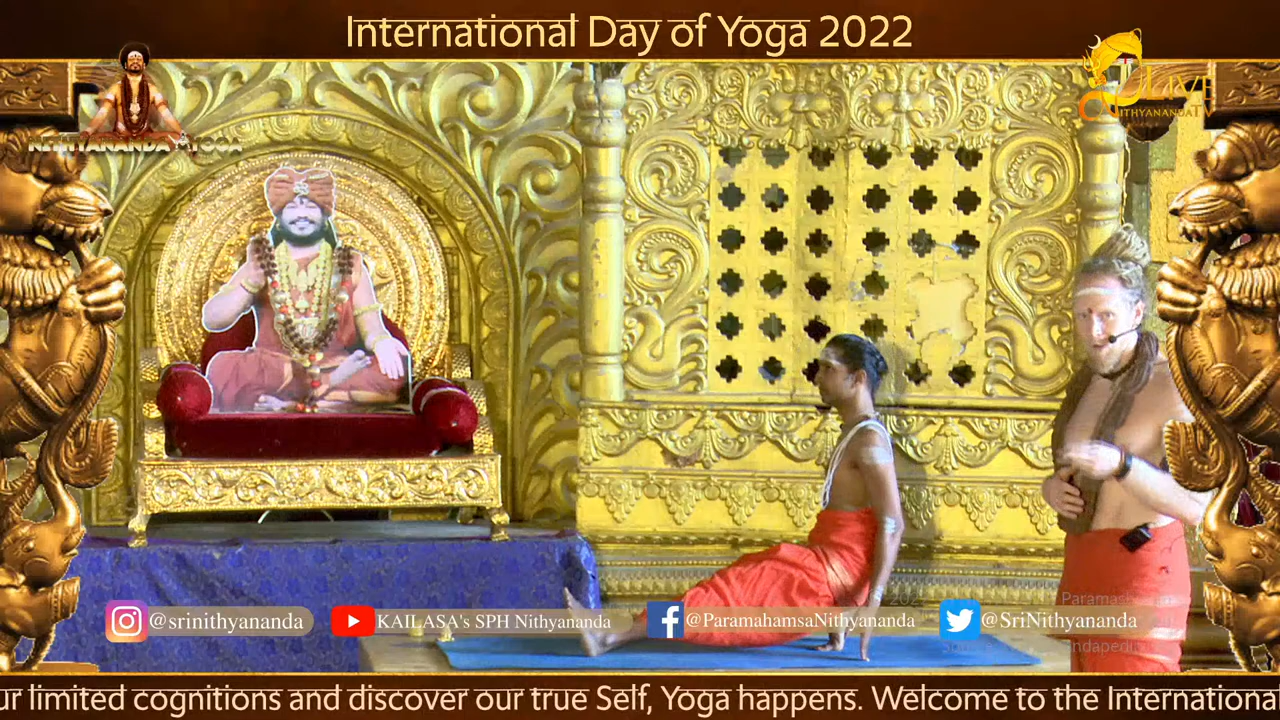 International Day of Yoga 2022
NITHYANANDA YOGA
LIVE
NITHYANANDA TV
@srinithyananda
KAILASA's SPH Nithyananda
@ParamahamsaNithyananda
@SriNithyananda
ur limited cognitions and discover our true Self, Yoga happens. Welcome to the International